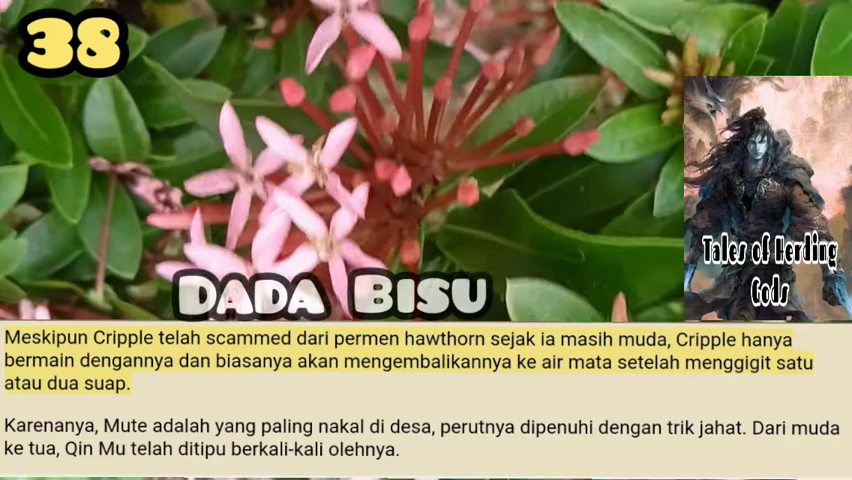 38
Tales of Herding
Gods
DADA BISU
Meskipun Cripple telah scammed dari permen hawthorn sejak ia masih muda, Cripple hanya
bermain dengannya dan biasanya akan mengembalikannya ke air mata setelah menggigit satu
atau dua suap.
Karenanya, Mute adalah yang paling nakal di desa, perutnya dipenuhi dengan trik jahat. Dari muda
ke tua, Qin Mu telah ditipu berkali-kali olehnya.